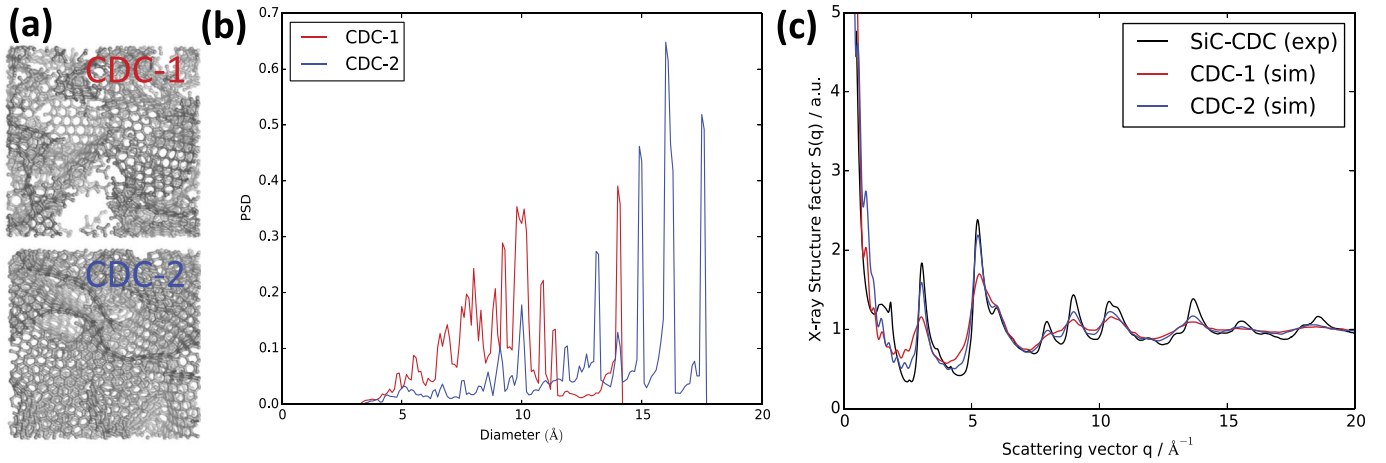 (a)
CDC-1
CDC-2
(b)
0.7
0.6
0.5
0.4
0.3
0.2
0.1
0.0
PSD
CDC-1
CDC-2
0
5
10
15
20
Diameter (Å)
(c)
5
4
3
2
1
0
X-ray Structure factor S(q) / a.u.
SiC-CDC (exp)
CDC-1 (sim)
CDC-2 (sim)
0
5
10
15
20
Scattering vector q / Å⁻¹